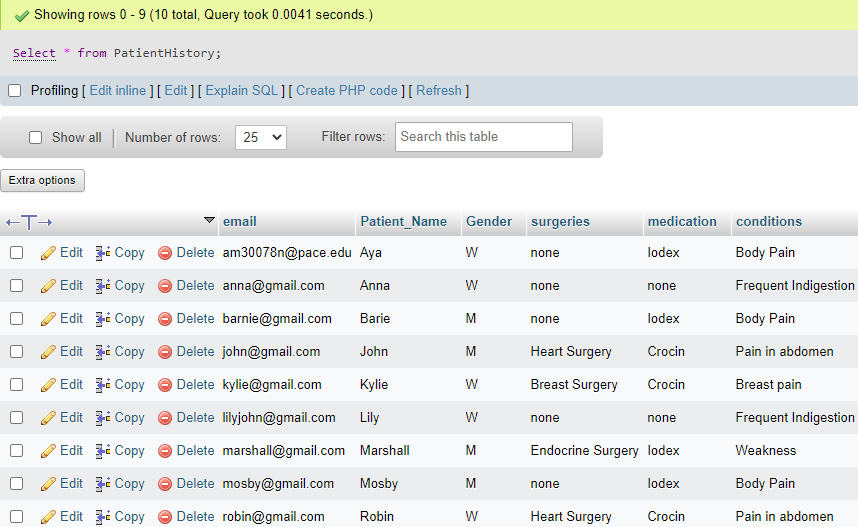 Showing rows 0 - 9 (10 total, Query took 0.0041 seconds.)
Select * from PatientHistory;
Profiling [ Edit inline ] [ Edit ] [ Explain SQL ] [ Create PHP code ] [ Refresh ]
Show all | Number of rows: 25 Filter rows: Search this table
Extra options
email Patient_Name Gender surgeries medication conditions
Edit Copy Delete am30078n@pace.edu Aya W none Iodex Body Pain
Edit Copy Delete anna@gmail.com Anna W none none Frequent Indigestion
Edit Copy Delete barnie@gmail.com Barie M none Iodex Body Pain
Edit Copy Delete john@gmail.com John M Heart Surgery Crocin Pain in abdomen
Edit Copy Delete kylie@gmail.com Kylie W Breast Surgery Crocin Breast pain
Edit Copy Delete lilyjohn@gmail.com Lily W none none Frequent Indigestion
Edit Copy Delete marshall@gmail.com Marshall M Endocrine Surgery Iodex Weakness
Edit Copy Delete mosby@gmail.com Mosby M none Iodex Body Pain
Edit Copy Delete robin@gmail.com Robin W Heart Surgery Crocin Pain in abdomen